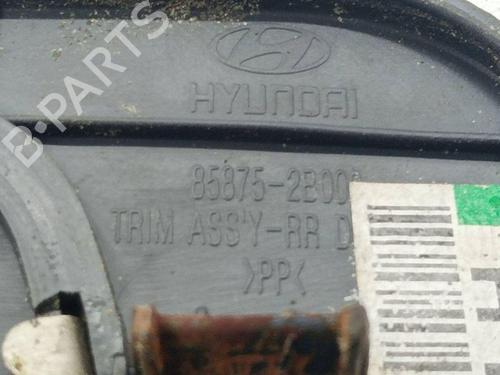 HYUNDAI
85875-2B00
TRIM ASS'Y-RR D
>PP<
B-PARTS